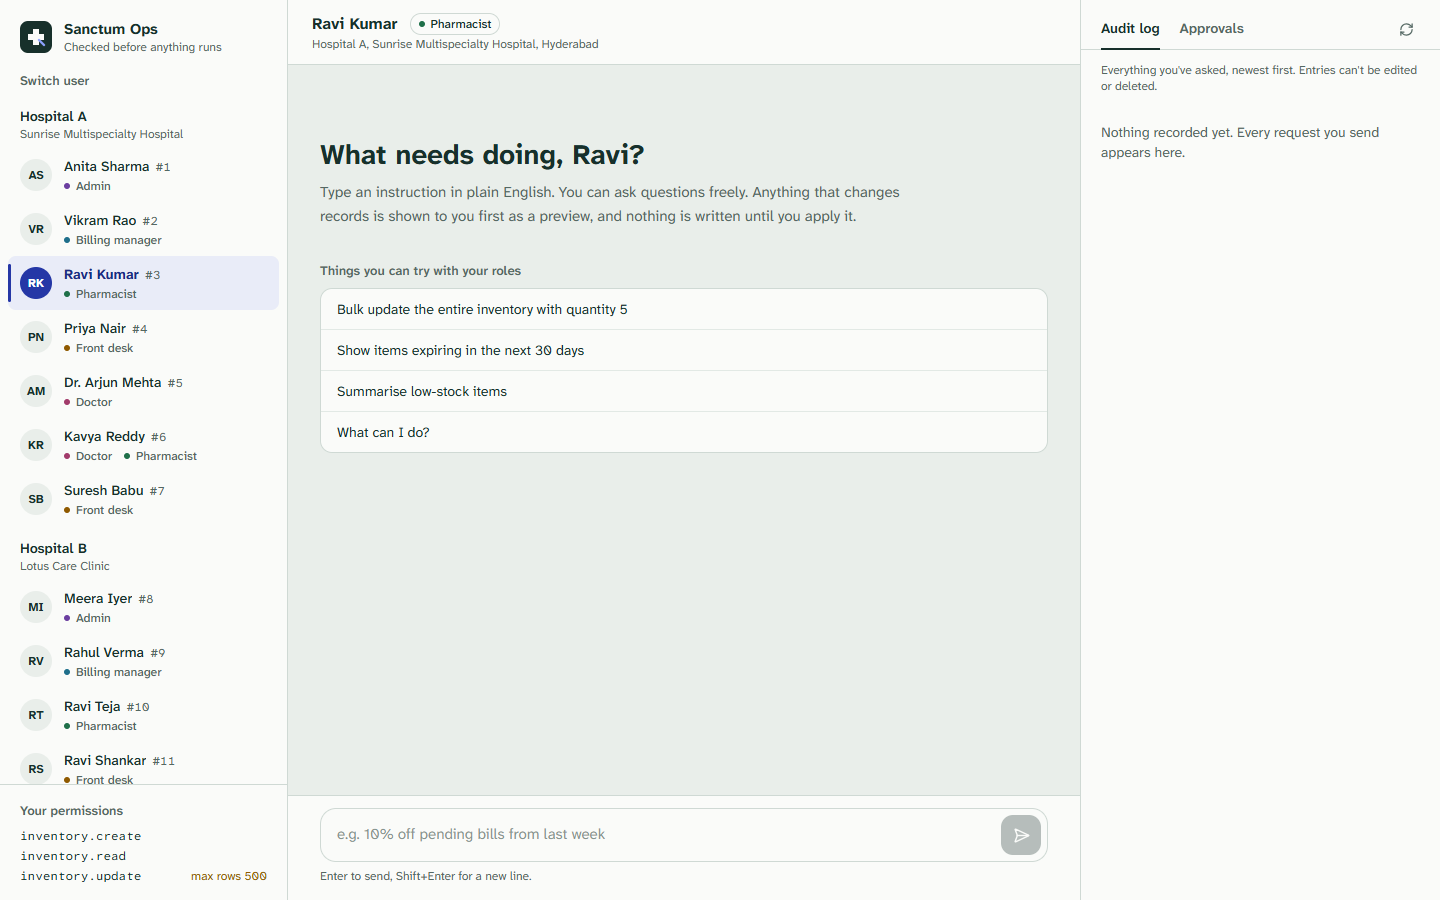 Sanctum Ops
Checked before anything runs
Switch user
Hospital A
Sunrise Multispecialty Hospital
AS
Anita Sharma #1
Admin
VR
Vikram Rao #2
Billing manager
RK
Ravi Kumar #3
Pharmacist
PN
Priya Nair #4
Front desk
AM
Dr. Arjun Mehta #5
Doctor
KR
Kavya Reddy #6
Doctor Pharmacist
SB
Suresh Babu #7
Front desk
Hospital B
Lotus Care Clinic
MI
Meera Iyer #8
Admin
RV
Rahul Verma #9
Billing manager
RT
Ravi Teja #10
Pharmacist
RS
Ravi Shankar #11
Front desk
Your permissions
inventory.create
inventory.read
inventory.update max rows 500
Ravi Kumar Pharmacist
Hospital A, Sunrise Multispecialty Hospital, Hyderabad
What needs doing, Ravi?
Type an instruction in plain English. You can ask questions freely. Anything that changes
records is shown to you first as a preview, and nothing is written until you apply it.
Things you can try with your roles
Bulk update the entire inventory with quantity 5
Show items expiring in the next 30 days
Summarise low-stock items
What can I do?
e.g. 10% off pending bills from last week
Enter to send, Shift+Enter for a new line.
Audit log Approvals
Everything you've asked, newest first. Entries can't be edited
or deleted.
Nothing recorded yet. Every request you send
appears here.